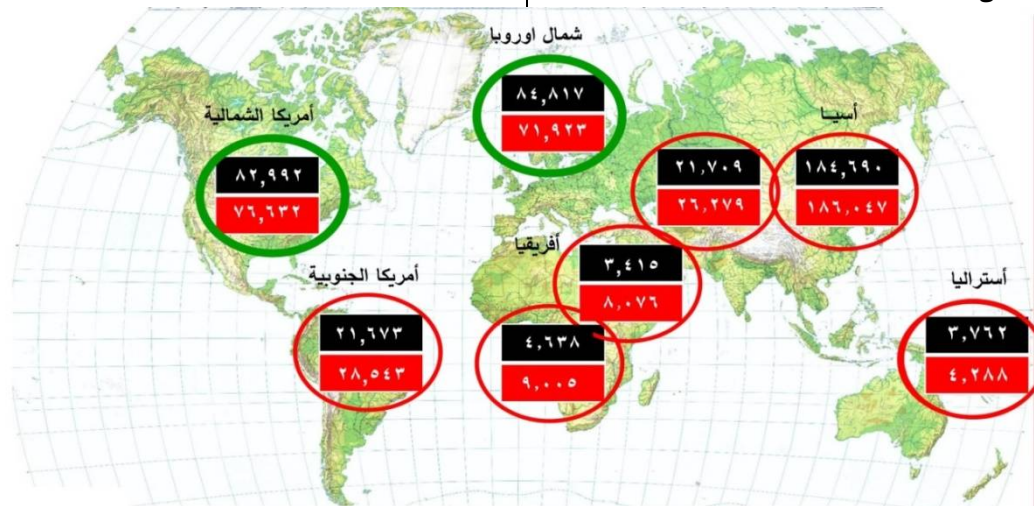 شمال اوروبا
٨٤,٨١٧
٧١,٩٢٣
أمريكا الشمالية
٨٢,٩٩٢
٧٦,٦٣٢
أسيــا
١٨٤,٦٩٠
١٨٦,٠٤٧
٢١,٧٠٩
٢٦,٢٧٩
أفريقيا
٣,٤١٥
٨,٠٧٦
٤,٦٣٨
٩,٠٠٥
أمريكا الجنوبية
٢١,٦٧٣
٢٨,٥٤٣
أستراليا
٣,٧٦٢
٤,٢٨٨